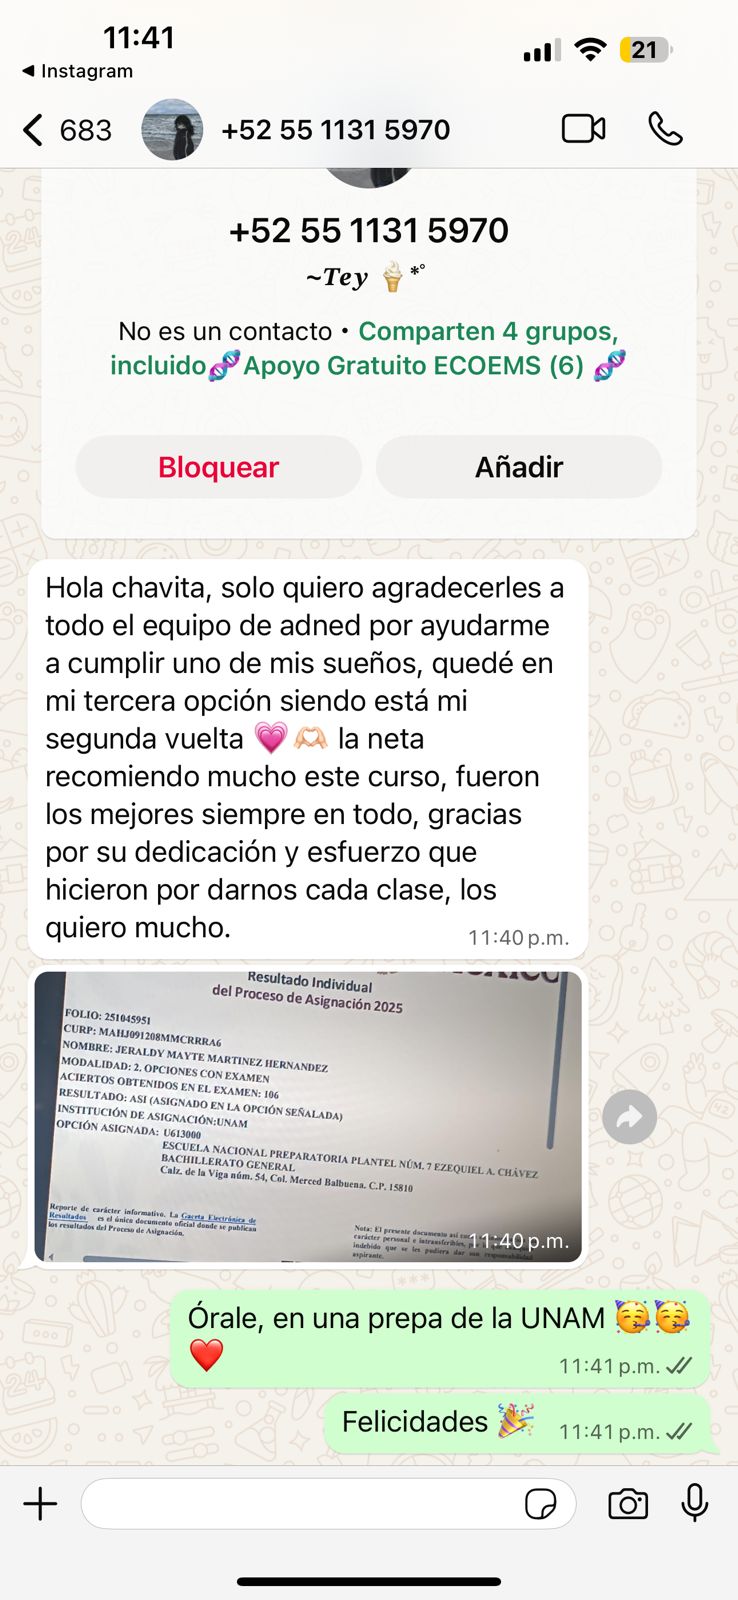 11:41
21
Instagram
683
+52 55 1131 5970
+52 55 1131 5970
~Tey 🍦*°
No es un contacto • Comparten 4 grupos,
incluido🧬Apoyo Gratuito ECOEMS (6) 🧬
Bloquear
Añadir
Hola chavita, solo quiero agradecerles a
todo el equipo de adned por ayudarme
a cumplir uno de mis sueños, quedé en
mi tercera opción siendo está mi
segunda vuelta 💗🫶🏻 la neta
recomiendo mucho este curso, fueron
los mejores siempre en todo, gracias
por su dedicación y esfuerzo que
hicieron por darnos cada clase, los
quiero mucho.
11:40 p.m.
Resultado Individual
del Proceso de Asignación 2025
FOLIO: 251045951
CURP: MAHJ091208MMCRRRA6
NOMBRE: JERALDY MAYTE MARTINEZ HERNANDEZ
MODALIDAD: 2. OPCIONES CON EXAMEN
ACIERTOS OBTENIDOS EN EL EXAMEN: 106
RESULTADO: ASI (ASIGNADO EN LA OPCIÓN SEÑALADA)
INSTITUCIÓN DE ASIGNACIÓN:UNAM
OPCIÓN ASIGNADA: U613000
ESCUELA NACIONAL PREPARATORIA PLANTEL NÚM. 7 EZEQUIEL A. CHÁVEZ
BACHILLERATO GENERAL
Calz. de la Viga núm. 54, Col. Merced Balbuena. C.P. 15810
Reporte de carácter informativo. La Gaceta Electrónica de
Resultados es el único documento oficial donde se publican
los resultados del Proceso de Asignación.
Nota: El presente documento así
carácter personal e intransferible,
indebido que se les pudiera dar son responsabilidad
aspirante.
11:40 p.m.
Órale, en una prepa de la UNAM 🥳🥳
❤️
11:41 p.m.
Felicidades 🎉
11:41 p.m.